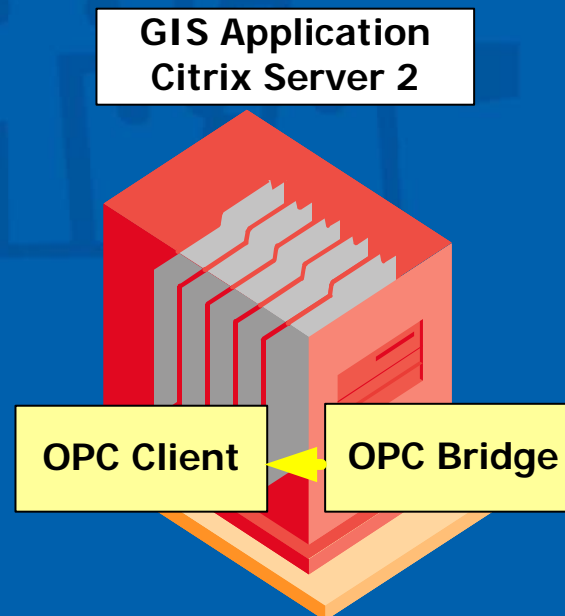 GIS Application
Citrix Server 2
OPC Client
OPC Bridge